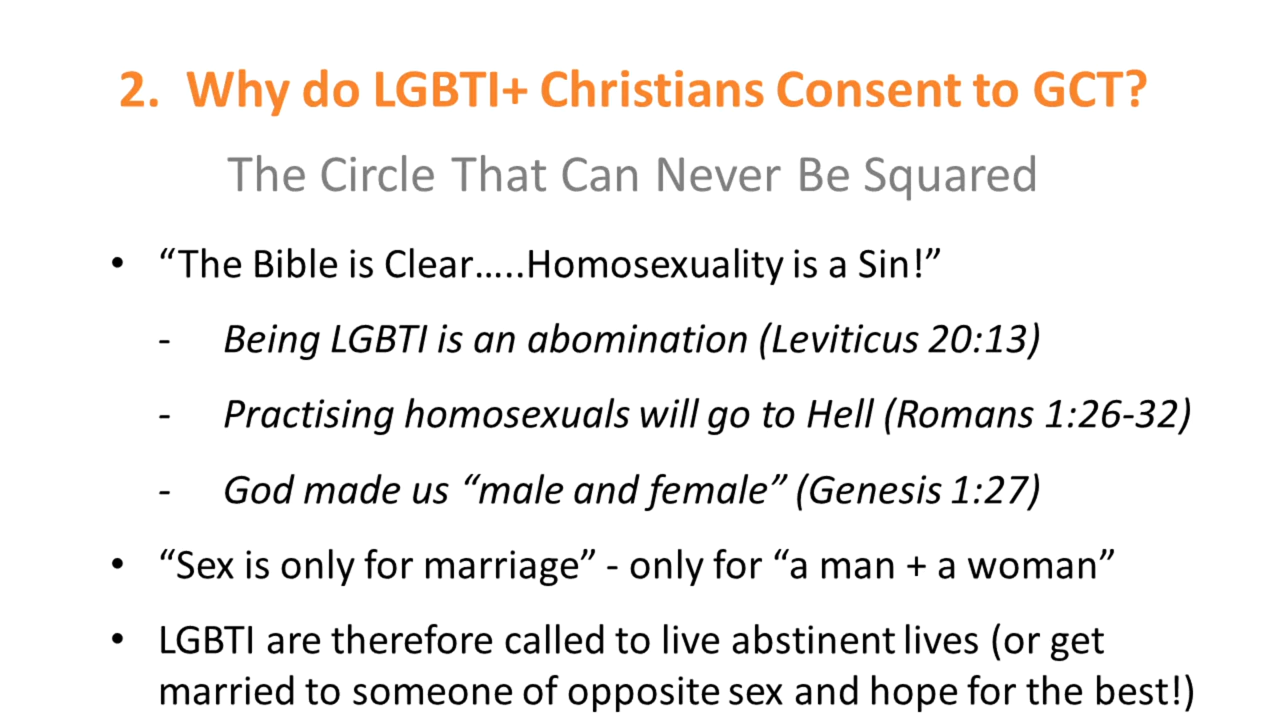 2. Why do LGBTI+ Christians Consent to GCT?
The Circle That Can Never Be Squared
• “The Bible is Clear…..Homosexuality is a Sin!”
- Being LGBTI is an abomination (Leviticus 20:13)
- Practising homosexuals will go to Hell (Romans 1:26-32)
- God made us “male and female” (Genesis 1:27)
• “Sex is only for marriage” - only for “a man + a woman”
• LGBTI are therefore called to live abstinent lives (or get
married to someone of opposite sex and hope for the best!)